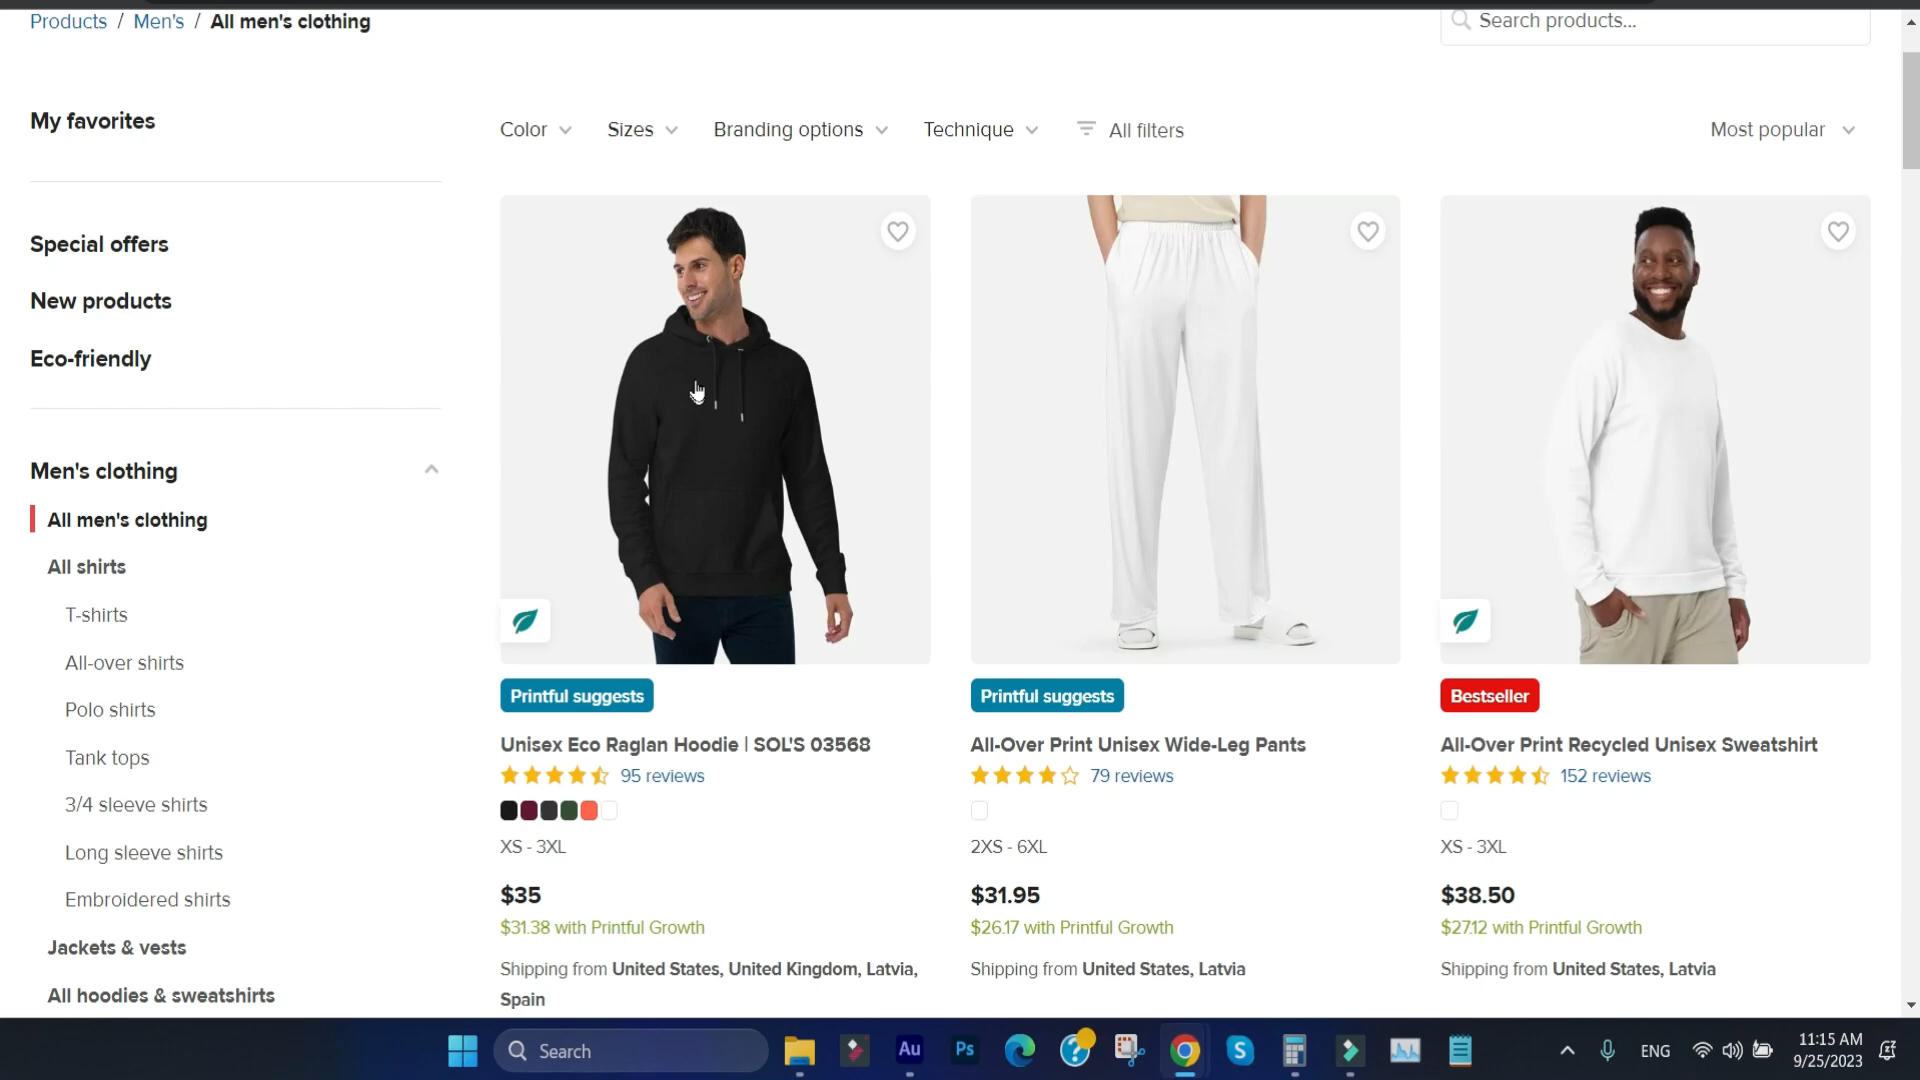 Products / Men's / All men's clothing
Search products...
My favorites
Special offers
New products
Eco-friendly
Men's clothing
All men's clothing
All shirts
T-shirts
All-over shirts
Polo shirts
Tank tops
3/4 sleeve shirts
Long sleeve shirts
Embroidered shirts
Jackets & vests
All hoodies & sweatshirts
Color Sizes Branding options Technique All filters Most popular
Printful suggests
Unisex Eco Raglan Hoodie | SOL'S 03568
95 reviews
XS - 3XL
$35
$31.38 with Printful Growth
Shipping from United States, United Kingdom, Latvia,
Spain
Printful suggests
All-Over Print Unisex Wide-Leg Pants
79 reviews
2XS - 6XL
$31.95
$26.17 with Printful Growth
Shipping from United States, Latvia
Bestseller
All-Over Print Recycled Unisex Sweatshirt
152 reviews
XS - 3XL
$38.50
$27.12 with Printful Growth
Shipping from United States, Latvia
Search
Au
Ps
S
ENG
11:15 AM
9/25/2023